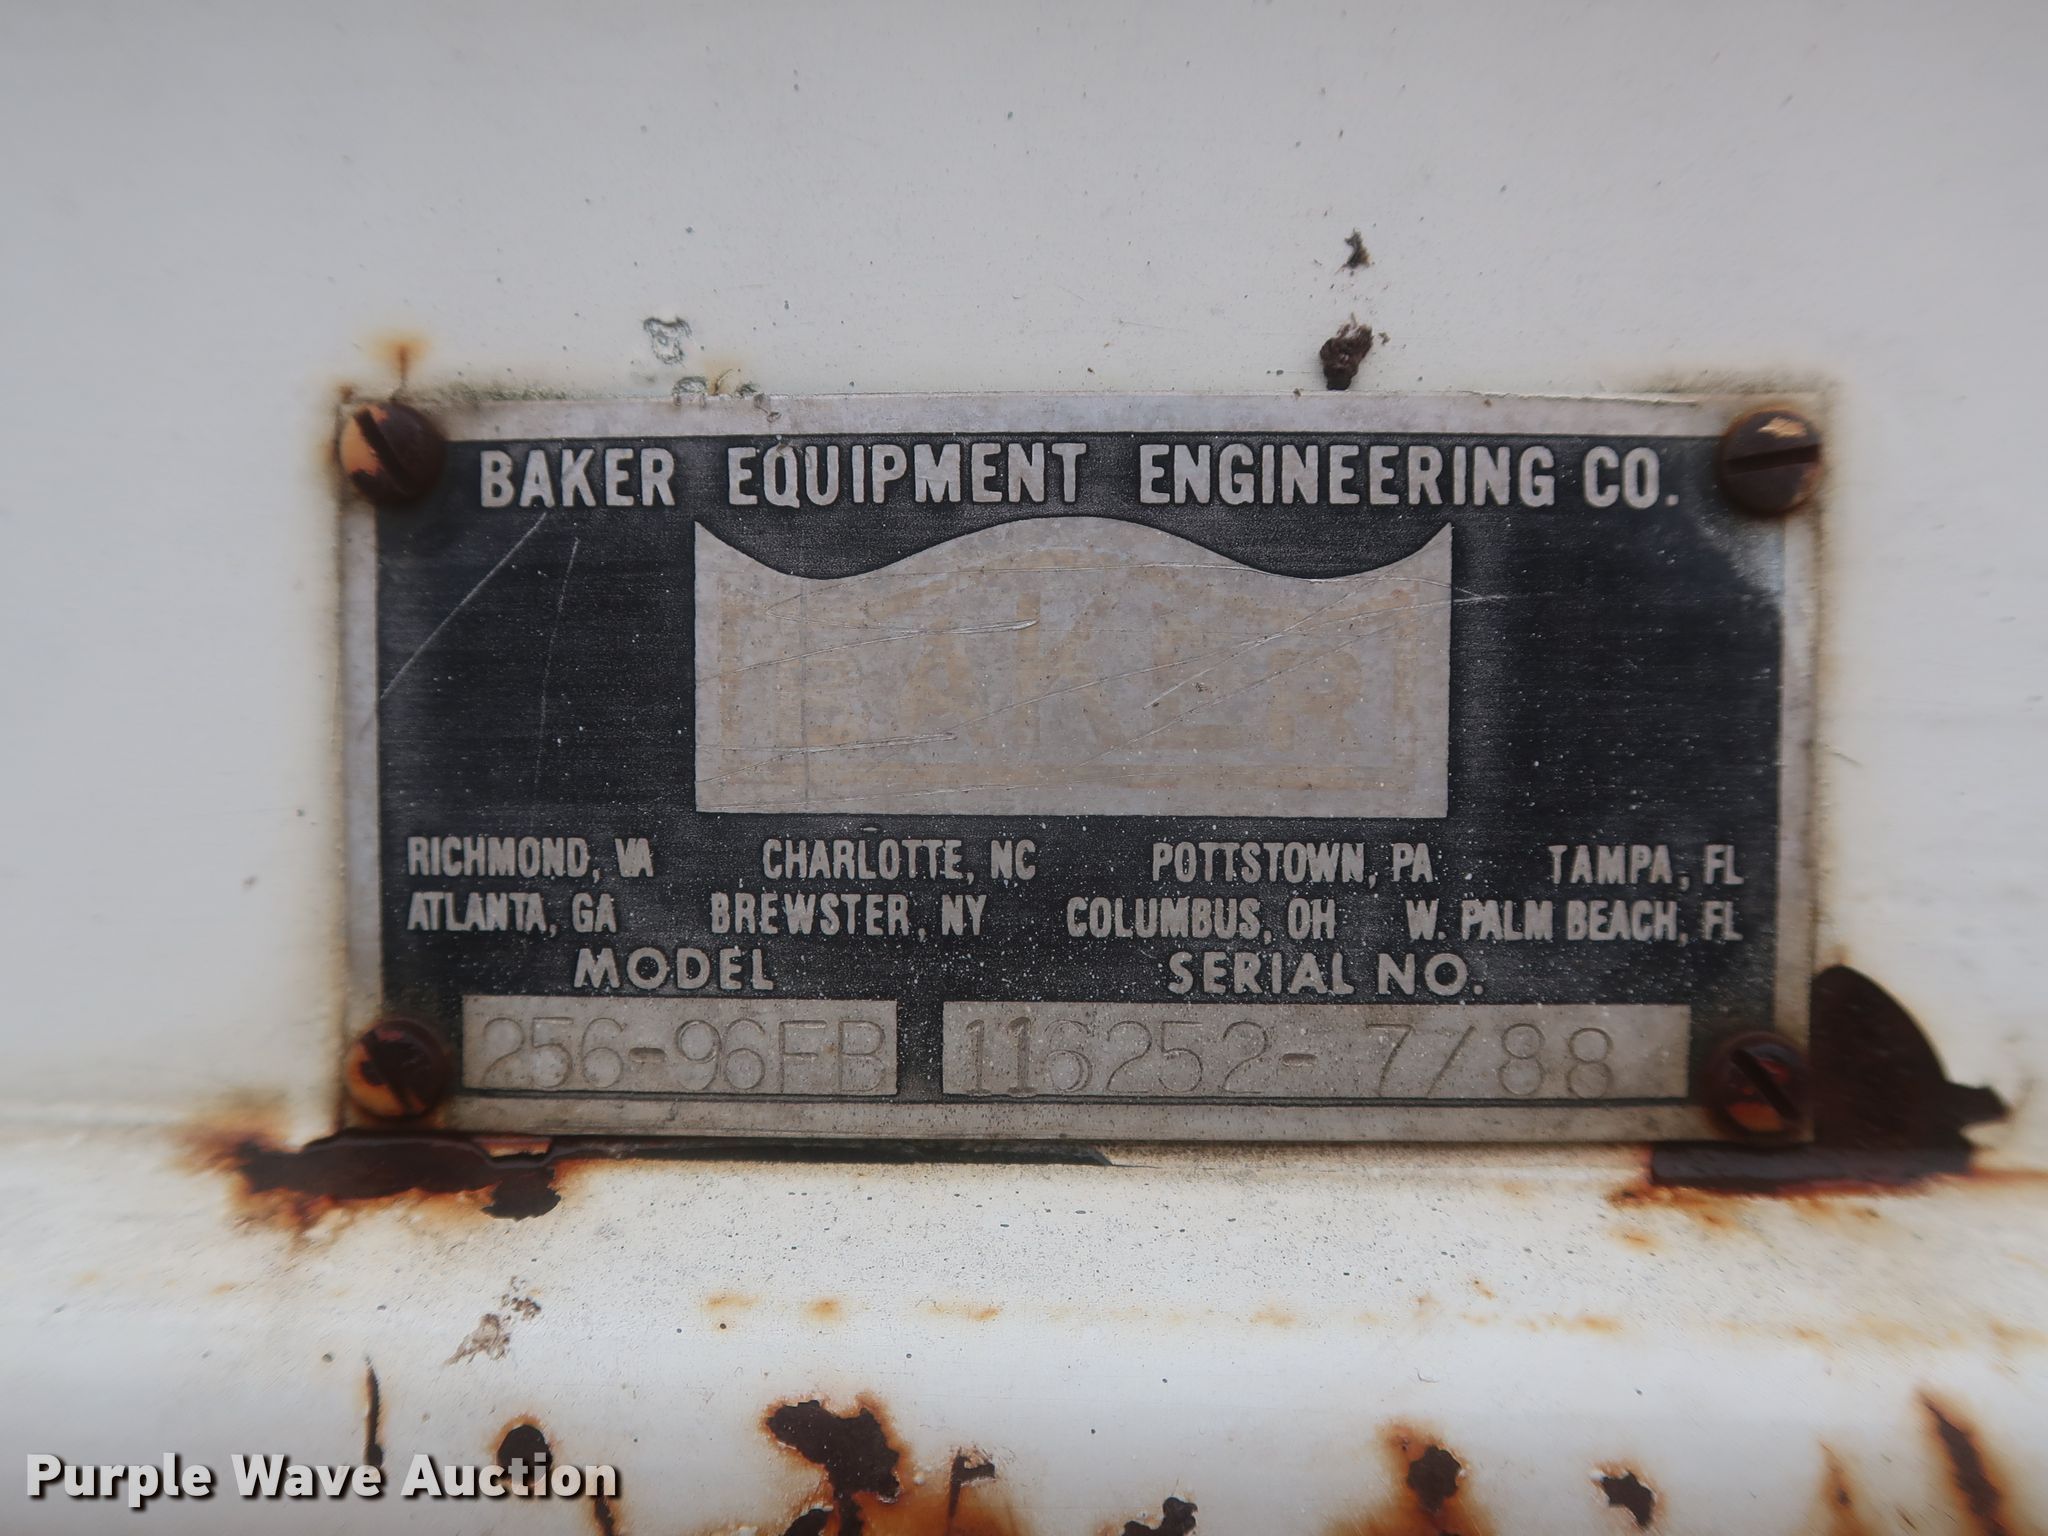 BAKER EQUIPMENT ENGINEERING CO.
BAKER
RICHMOND, VA CHARLOTTE, NC POTTSTOWN, PA TAMPA, FL
ATLANTA, GA BREWSTER, NY COLUMBUS, OH W. PALM BEACH, FL
MODEL SERIAL NO.
256-96FB 116252- 7/88
Purple Wave Auction